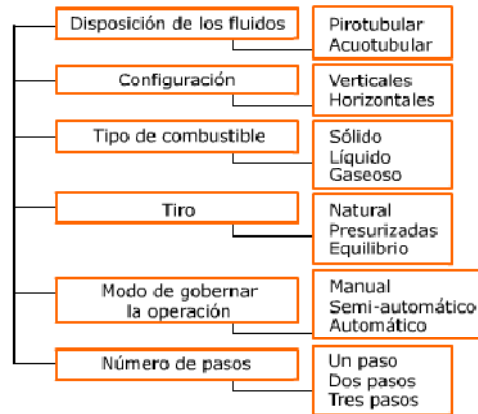 Disposición de los fluidos
Pirotubular
Acuotubular
Configuración
Verticales
Horizontales
Tipo de combustible
Sólido
Líquido
Gaseoso
Tiro
Natural
Presurizadas
Equilibrio
Modo de gobernar
la operación
Manual
Semi-automático
Automático
Número de pasos
Un paso
Dos pasos
Tres pasos